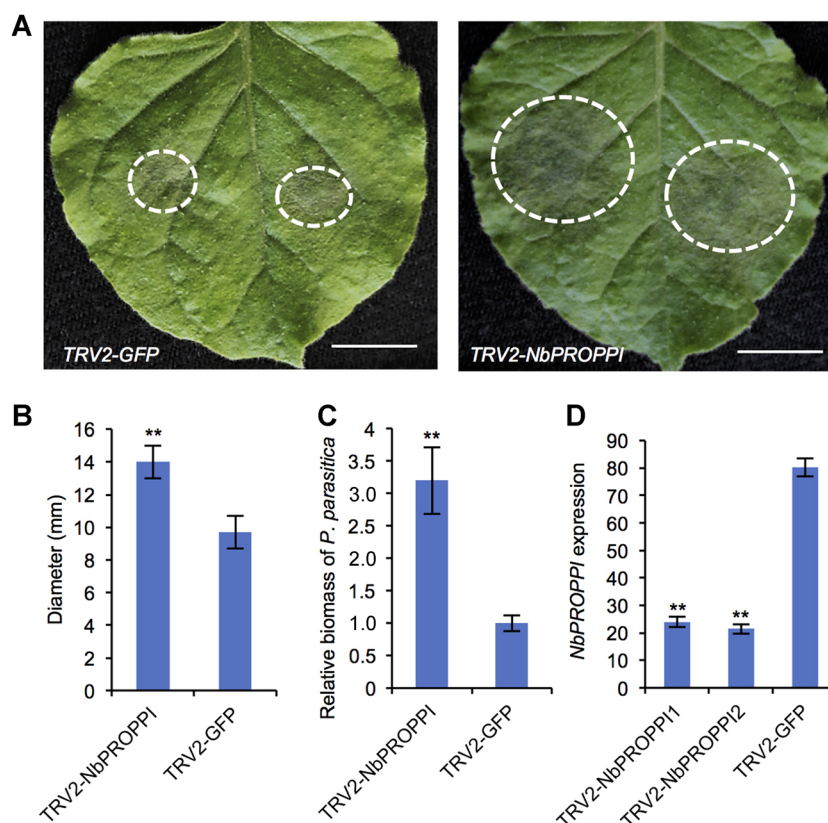 A
TRV2-GFP
TRV2-NbPROPPI
B
Diameter (mm)
16
14
12
10
8
6
4
2
0
**
TRV2-NbPROPPI
TRV2-GFP
C
Relative biomass of P. parasitica
4
3.5
3.0
2.5
2.0
1.5
1.0
0.5
0
**
TRV2-NbPROPPI
TRV2-GFP
D
NbPROPPI expression
90
80
70
60
50
40
30
20
10
0
**
**
TRV2-NbPROPPI1
TRV2-NbPROPPI2
TRV2-GFP